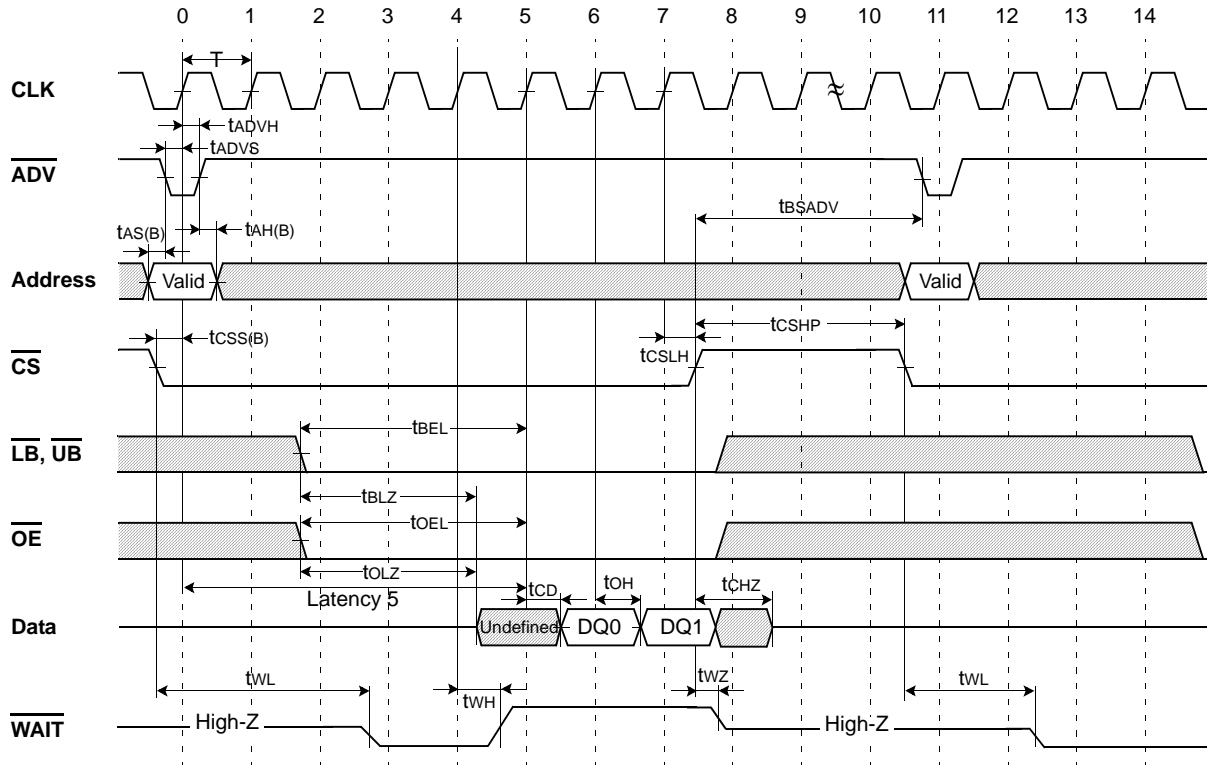 0 1 2 3 4 5 6 7 8 9 10 11 12 13 14
T
CLK
tADVH
tADVS
ADV
tBSADV
tAS(B) tAH(B)
Address Valid Valid
tCSS(B) tCSHP
tCSLH
CS
tBEL
LB, UB
tBLZ
tOEL
OE
tOLZ
Latency 5 tCD tOH tCHZ
Data Undefined DQ0 DQ1
tWL tWH tWZ tWL
WAIT High-Z High-Z